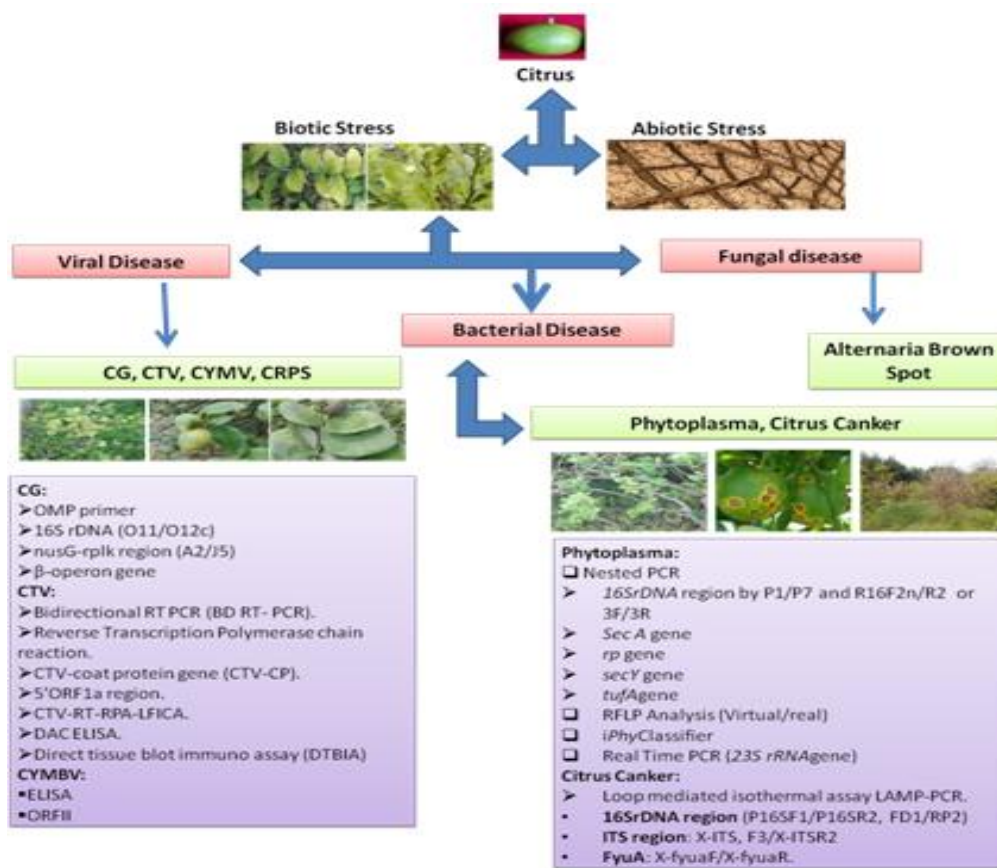 Citrus
Biotic Stress
Abiotic Stress
Viral Disease
Fungal disease
Bacterial Disease
Alternaria Brown
Spot
CG, CTV, CYMV, CRPS
Phytoplasma, Citrus Canker
CG:
➢OMP primer
➢16S rDNA (O11/O12c)
➢nusG-rplk region (A2/J5)
➢β-operon gene
CTV:
➢Bidirectional RT PCR (BD RT- PCR).
➢Reverse Transcription Polymerase chain
reaction.
➢CTV-coat protein gene (CTV-CP).
➢5'ORF1a region.
➢CTV-RT-RPA-LFICA.
➢DAC ELISA.
➢Direct tissue blot immuno assay (DTBIA)
CYMBV:
▪ELISA
▪ORFII
Phytoplasma:
❑ Nested PCR
➢ 16SrDNA region by P1/P7 and R16F2n/R2 or
3F/3R
➢ Sec A gene
➢ rp gene
➢ secY gene
➢ tufAgene
❑ RFLP Analysis (Virtual/real)
❑ iPhyClassifier
❑ Real Time PCR (23S rRNAgene)
Citrus Canker:
➢ Loop mediated isothermal assay LAMP-PCR.
▪ 16SrDNA region (P16SF1/P16SR2, FD1/RP2)
▪ ITS region: X-ITS, F3/X-ITSR2
▪ FyuA: X-fyuaF/X-fyuaR.